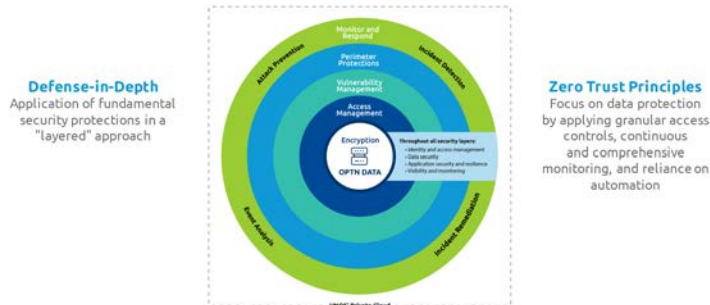 Defense-in-Depth
Application of fundamental
security protections in a
"layered" approach
Monitor and
Respond
Attack Prevention
Incident Detection
Perimeter
Protections
Vulnerability
Management
Access
Management
Encryption
OPTN DATA
Throughout all security layers:
• Identity and access management
• Data security
• Application security and resilience
• Visibility and monitoring
Event Analysis
Incident Remediation
Private Cloud
Zero Trust Principles
Focus on data protection
by applying granular access
controls, continuous
and comprehensive
monitoring, and reliance on
automation